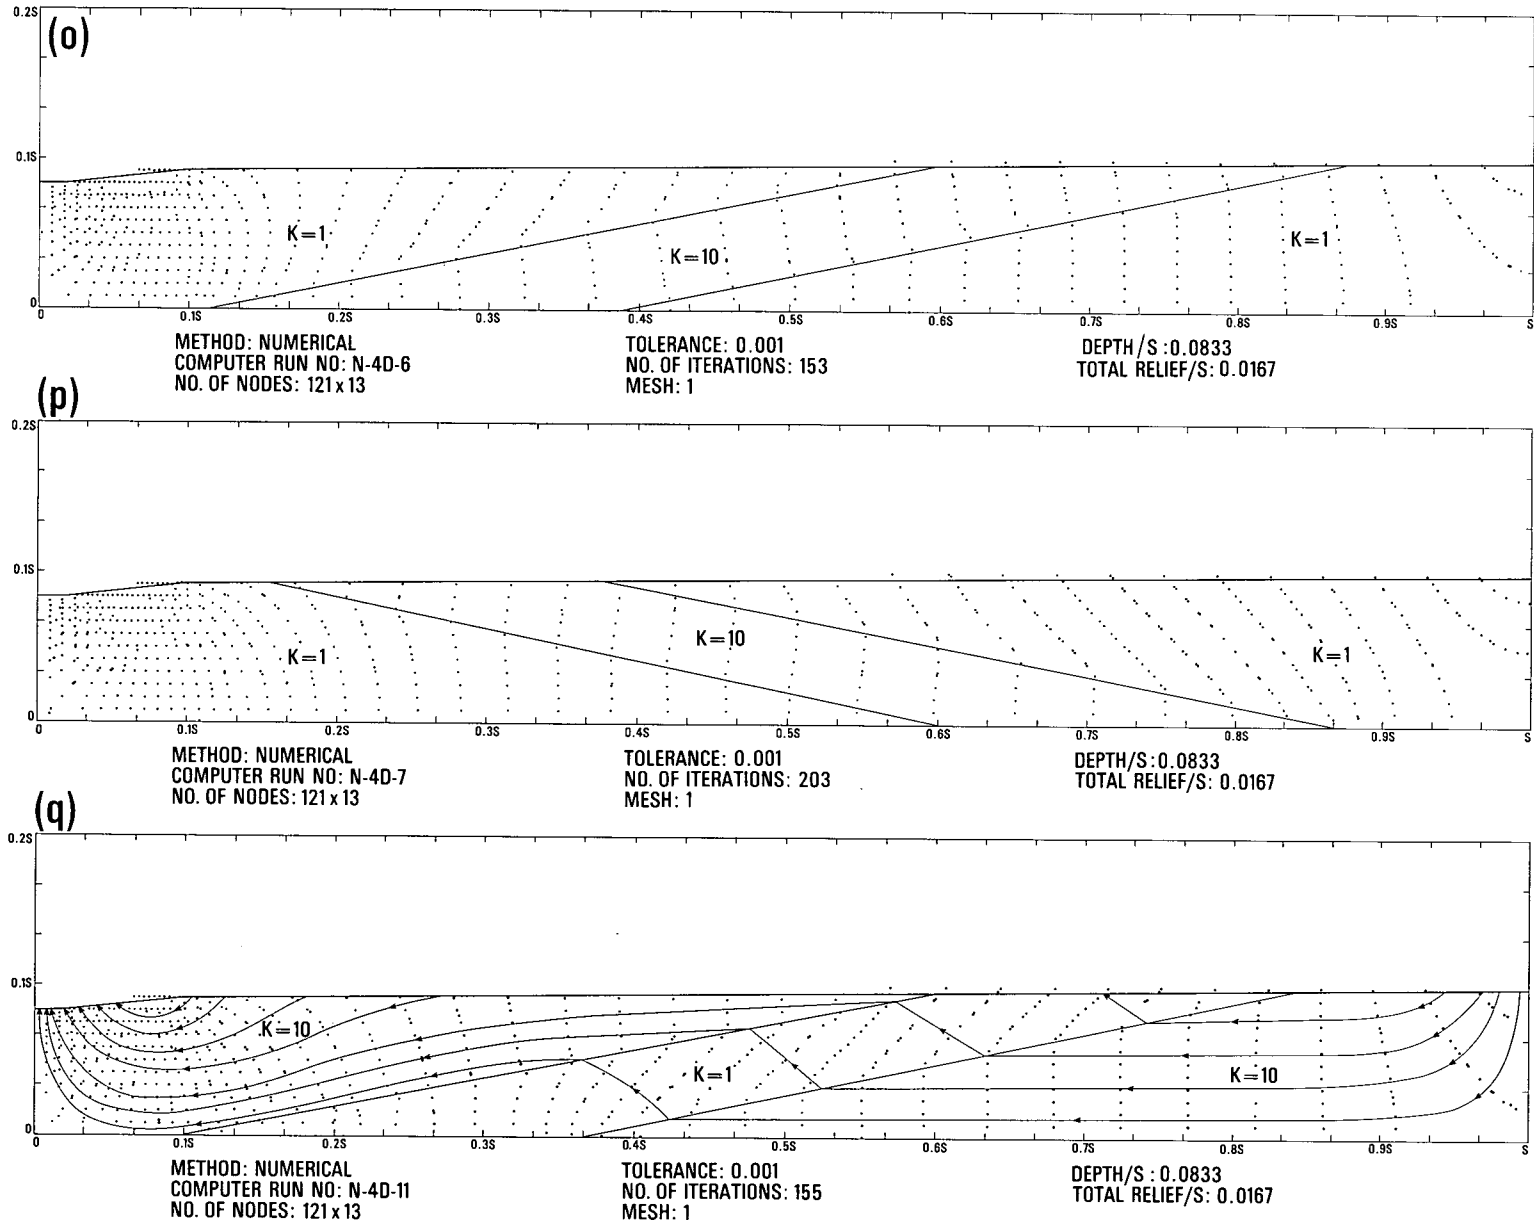 (o)
0.2S
0.1S
0
K=1
K=10
K=1
0 0.1S 0.2S 0.3S 0.4S 0.5S 0.6S 0.7S 0.8S 0.9S S
METHOD: NUMERICAL
COMPUTER RUN NO: N-4D-6
NO. OF NODES: 121 x 13
TOLERANCE: 0.001
NO. OF ITERATIONS: 153
MESH: 1
DEPTH/S: 0.0833
TOTAL RELIEF/S: 0.0167
(p)
0.2S
0.1S
0
K=1
K=10
K=1
0 0.1S 0.2S 0.3S 0.4S 0.5S 0.6S 0.7S 0.8S 0.9S S
METHOD: NUMERICAL
COMPUTER RUN NO: N-4D-7
NO. OF NODES: 121 x 13
TOLERANCE: 0.001
NO. OF ITERATIONS: 203
MESH: 1
DEPTH/S: 0.0833
TOTAL RELIEF/S: 0.0167
(q)
0.2S
0.1S
0
K=10
K=1
K=10
0 0.1S 0.2S 0.3S 0.4S 0.5S 0.6S 0.7S 0.8S 0.9S S
METHOD: NUMERICAL
COMPUTER RUN NO: N-4D-11
NO. OF NODES: 121 x 13
TOLERANCE: 0.001
NO. OF ITERATIONS: 155
MESH: 1
DEPTH/S: 0.0833
TOTAL RELIEF/S: 0.0167